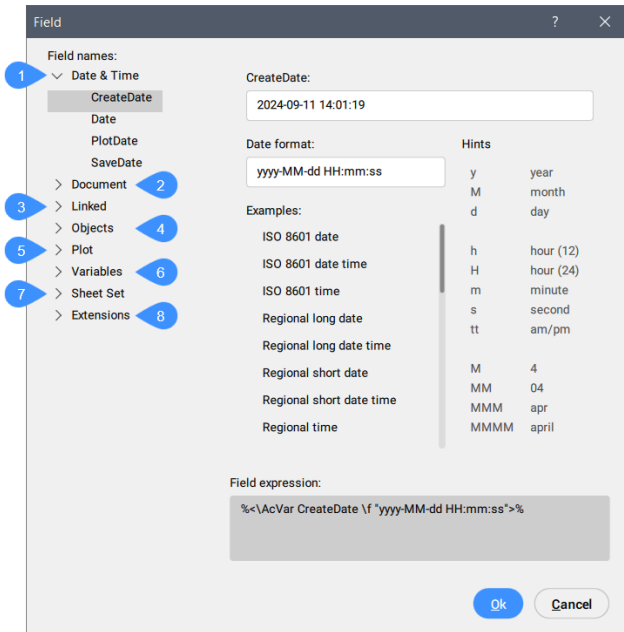 Field ? ×
Field names:
1 Date & Time
CreateDate
Date
PlotDate
SaveDate
Document 2
3 Linked
Objects 4
5 Plot
Variables 6
7 Sheet Set
Extensions 8
CreateDate:
2024-09-11 14:01:19
Date format:
yyyy-MM-dd HH:mm:ss
Examples:
ISO 8601 date
ISO 8601 date time
ISO 8601 time
Regional long date
Regional long date time
Regional short date
Regional short date time
Regional time
Hints
y year
M month
d day
h hour (12)
H hour (24)
m minute
s second
tt am/pm
M 4
MM 04
MMM apr
MMMM april
Field expression:
%<\AcVar CreateDate \f "yyyy-MM-dd HH:mm:ss">%
Ok Cancel